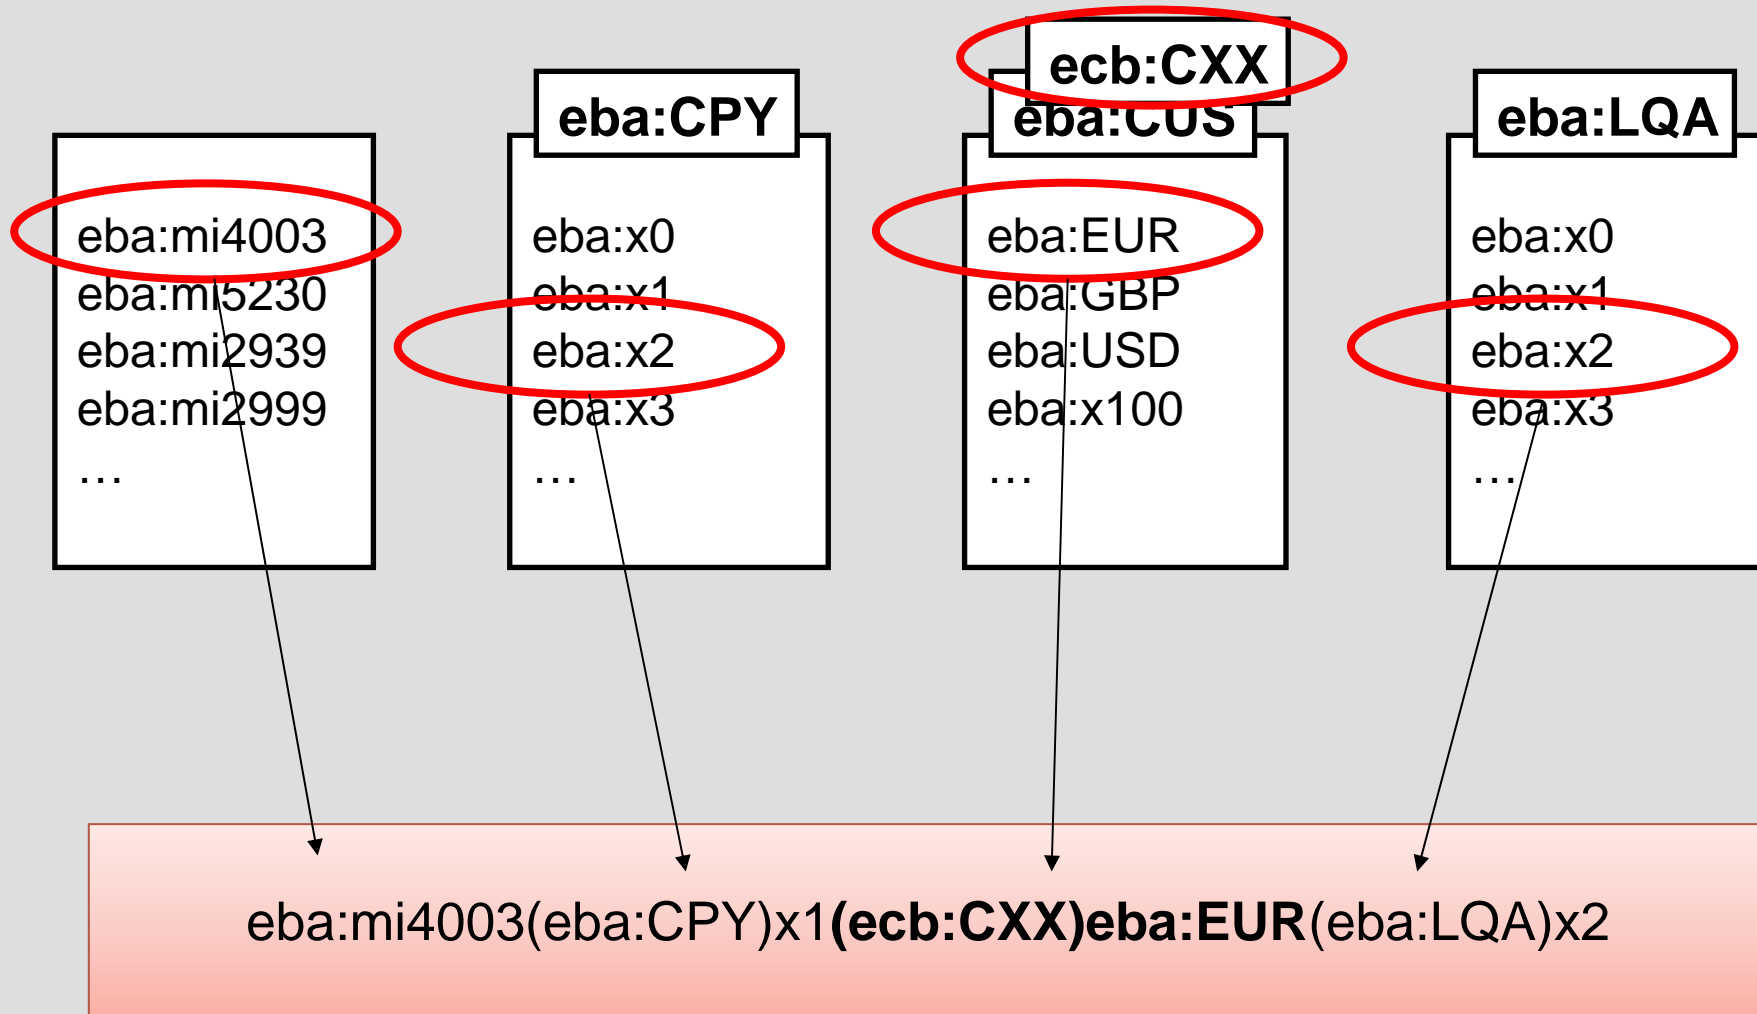 ecb:CXX
eba:CPY
eba:CUS
eba:LQA
eba:mi4003
eba:mi5230
eba:mi2939
eba:mi2999
…
eba:x0
eba:x1
eba:x2
eba:x3
…
eba:EUR
eba:GBP
eba:USD
eba:x100
…
eba:x0
eba:x1
eba:x2
eba:x3
…
eba:mi4003(eba:CPY)x1(ecb:CXX)eba:EUR(eba:LQA)x2